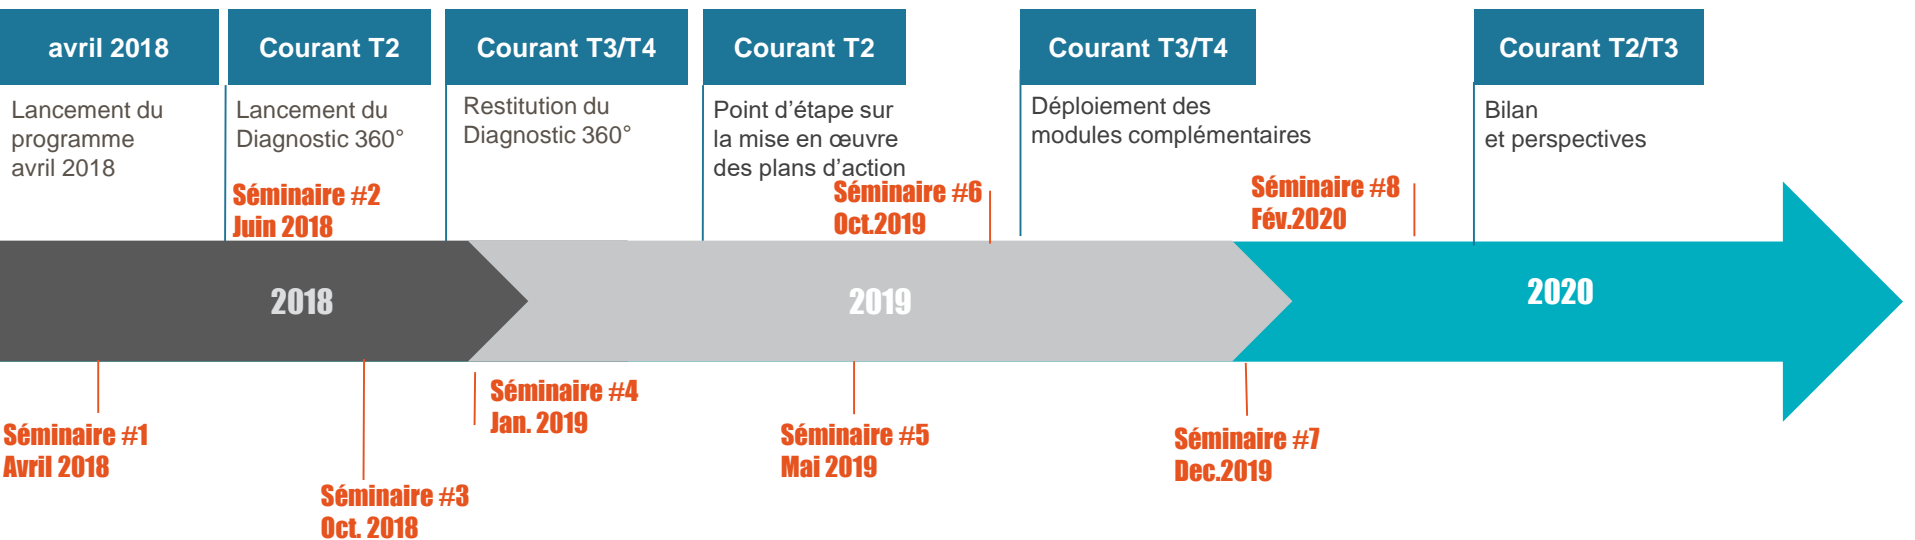 avril 2018
Courant T2
Courant T3/T4
Courant T2
Courant T3/T4
Courant T2/T3
Lancement du
programme
avril 2018
Lancement du
Diagnostic 360°
Restitution du
Diagnostic 360°
Point d’étape sur
la mise en œuvre
des plans d’action
Déploiement des
modules complémentaires
Bilan
et perspectives
Séminaire #2
Juin 2018
Séminaire #6
Oct.2019
Séminaire #8
Fév.2020
2018
2019
2020
Séminaire #1
Avril 2018
Séminaire #3
Oct. 2018
Séminaire #4
Jan. 2019
Séminaire #5
Mai 2019
Séminaire #7
Dec.2019